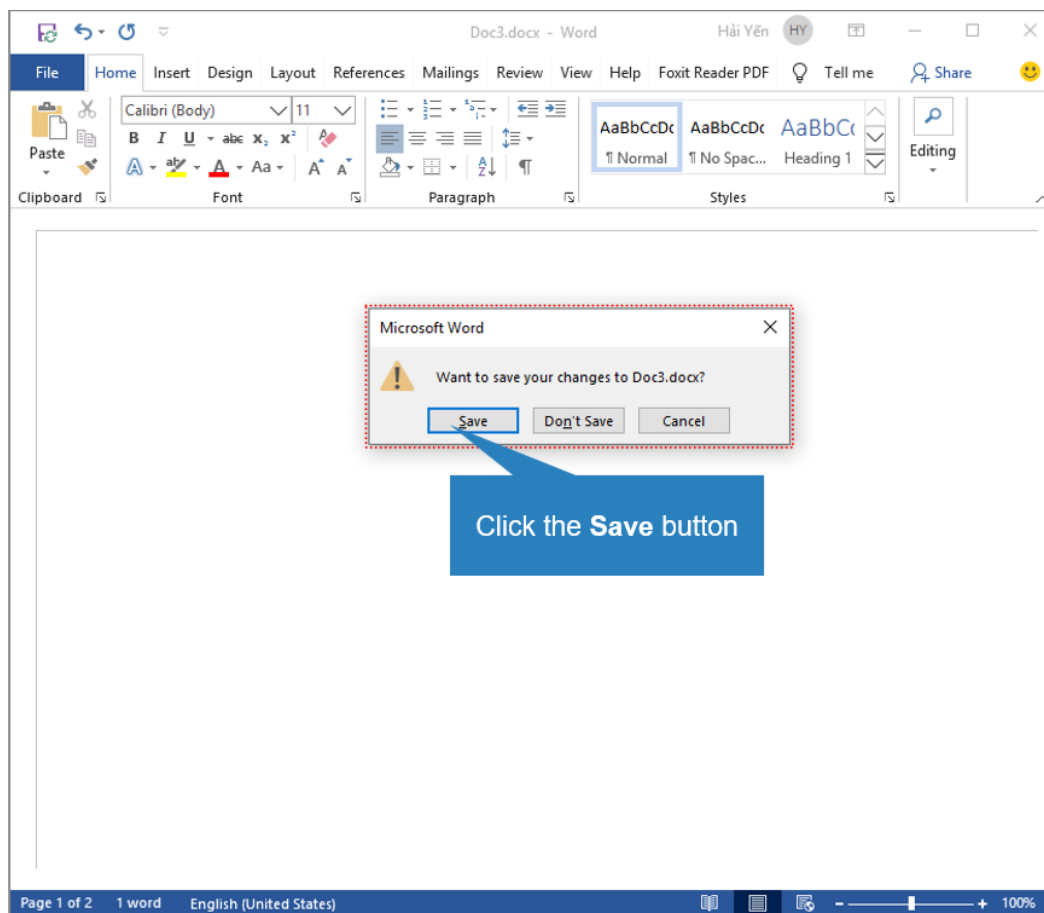 Doc3.docx - Word
Hải Yến HY
File Home Insert Design Layout References Mailings Review View Help Foxit Reader PDF Tell me Share
Paste
Calibri (Body) 11
B I U abc x₂ x²
A aby A Aa A A
AaBbCcDc AaBbCcDc AaBbCc
¶ Normal ¶ No Spac... Heading 1
Editing
Clipboard Font Paragraph Styles
Microsoft Word
Want to save your changes to Doc3.docx?
Save Don't Save Cancel
Click the Save button
Page 1 of 2 1 word English (United States) 100%